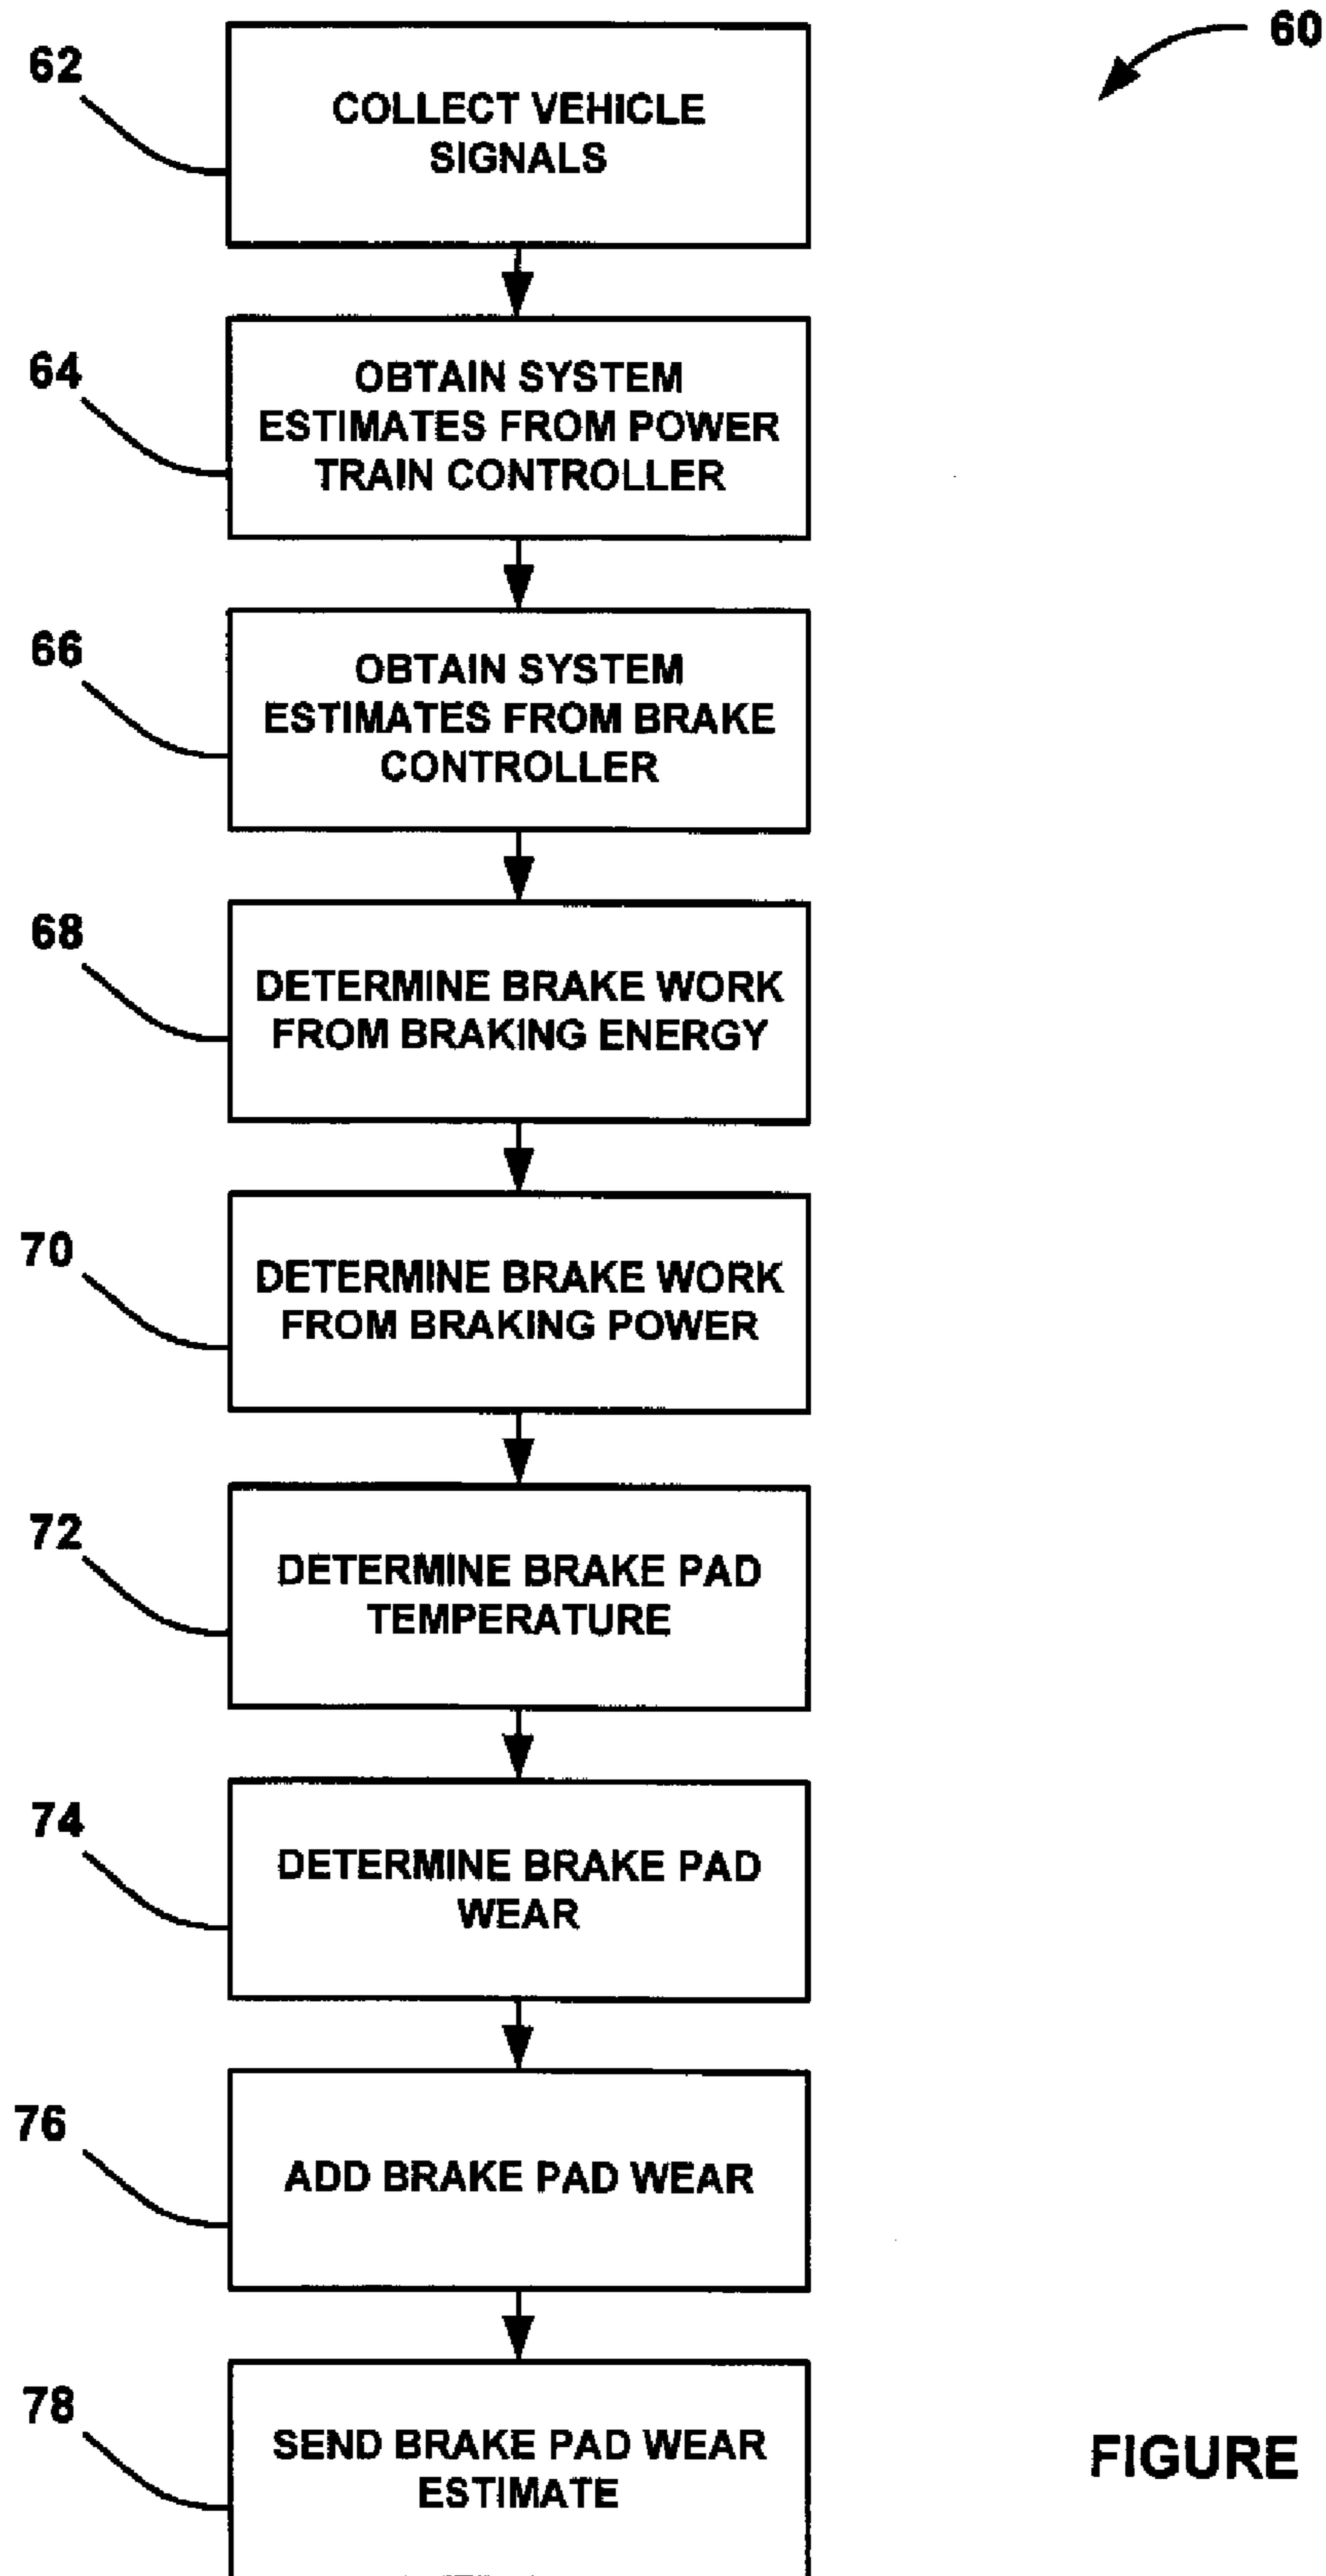 60
62
COLLECT VEHICLE
SIGNALS
64
OBTAIN SYSTEM
ESTIMATES FROM POWER
TRAIN CONTROLLER
66
OBTAIN SYSTEM
ESTIMATES FROM BRAKE
CONTROLLER
68
DETERMINE BRAKE WORK
FROM BRAKING ENERGY
70
DETERMINE BRAKE WORK
FROM BRAKING POWER
72
DETERMINE BRAKE PAD
TEMPERATURE
74
DETERMINE BRAKE PAD
WEAR
76
ADD BRAKE PAD WEAR
78
SEND BRAKE PAD WEAR
ESTIMATE
FIGURE